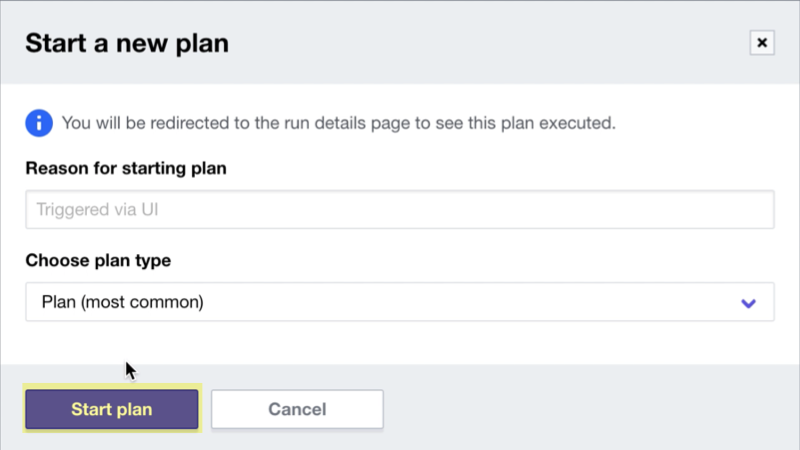 Start a new plan
You will be redirected to the run details page to see this plan executed.
Reason for starting plan
Triggered via UI
Choose plan type
Plan (most common)
Start plan
Cancel